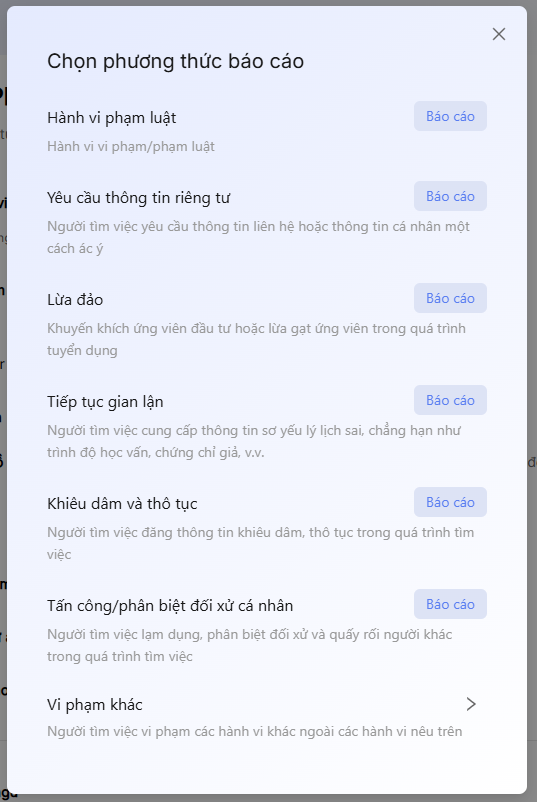 Chọn phương thức báo cáo
Hành vi phạm luật
Báo cáo
Hành vi vi phạm/phạm luật
Yêu cầu thông tin riêng tư
Báo cáo
Người tìm việc yêu cầu thông tin liên hệ hoặc thông tin cá nhân một
cách ác ý
Lừa đảo
Báo cáo
Khuyến khích ứng viên đầu tư hoặc lừa gạt ứng viên trong quá trình
tuyển dụng
Tiếp tục gian lận
Báo cáo
Người tìm việc cung cấp thông tin sơ yếu lý lịch sai, chẳng hạn như
trình độ học vấn, chứng chỉ giả, v.v.
Khiêu dâm và thô tục
Báo cáo
Người tìm việc đăng thông tin khiêu dâm, thô tục trong quá trình tìm
việc
Tấn công/phân biệt đối xử cá nhân
Báo cáo
Người tìm việc lạm dụng, phân biệt đối xử và quấy rối người khác
trong quá trình tìm việc
Vi phạm khác
Người tìm việc vi phạm các hành vi khác ngoài các hành vi nêu trên